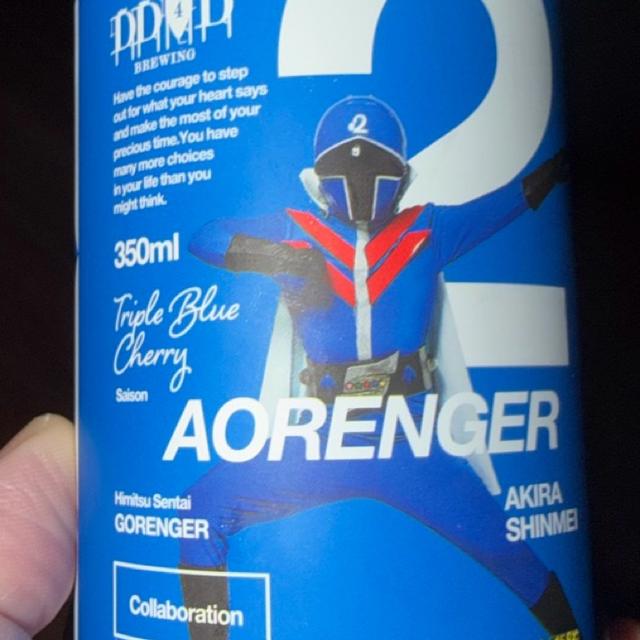 4
BREWING
Have the courage to step
out for what your heart says
and make the most of your
precious time. You have
many more choices
in your life than you
might think.
2
350ml
Triple Blue
Cherry
Saison
AORENGER
Himitsu Sentai
GORENGER
AKIRA
SHINMEI
Collaboration